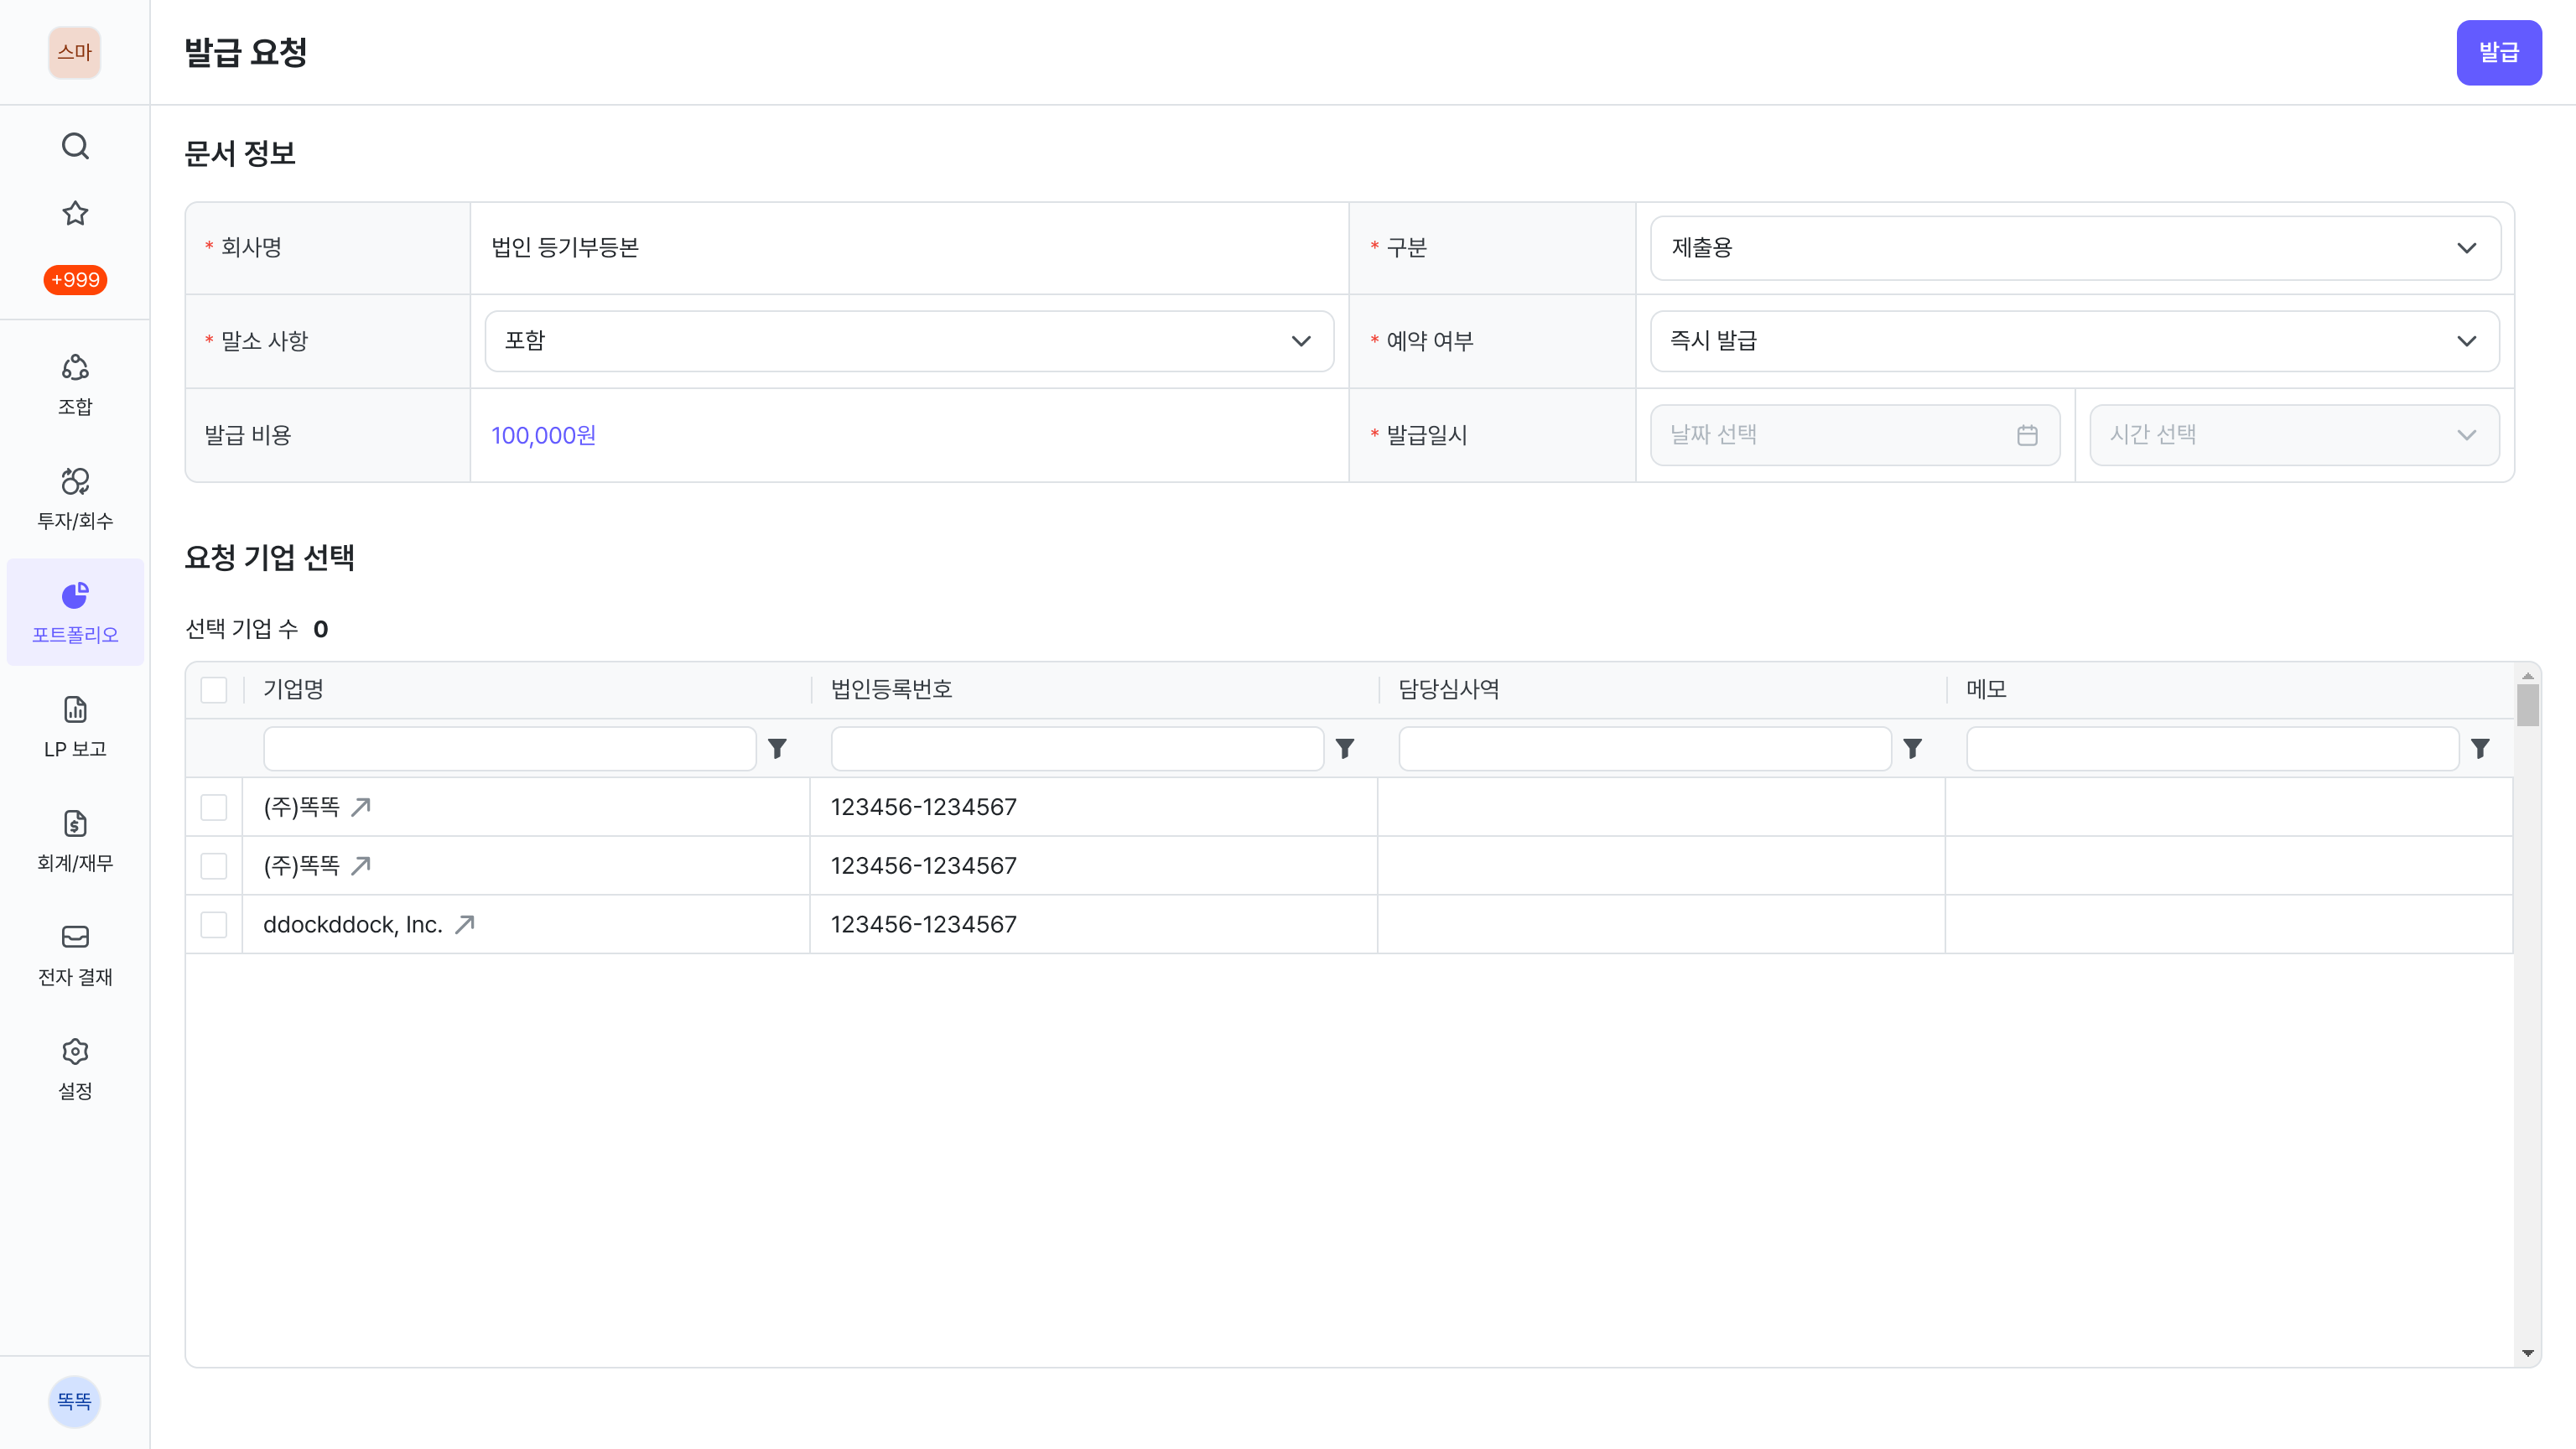 스마
발급 요청
발급
+999
조합
투자/회수
포트폴리오
LP 보고
회계/재무
전자 결재
설정
똑똑
문서 정보
* 회사명
법인 등기부등본
* 구분
제출용
* 말소 사항
포함
* 예약 여부
즉시 발급
발급 비용
100,000원
* 발급일시
날짜 선택
시간 선택
요청 기업 선택
선택 기업 수 0
기업명 법인등록번호 담당심사역 메모
(주)똑똑 123456-1234567
(주)똑똑 123456-1234567
ddockddock, Inc. 123456-1234567